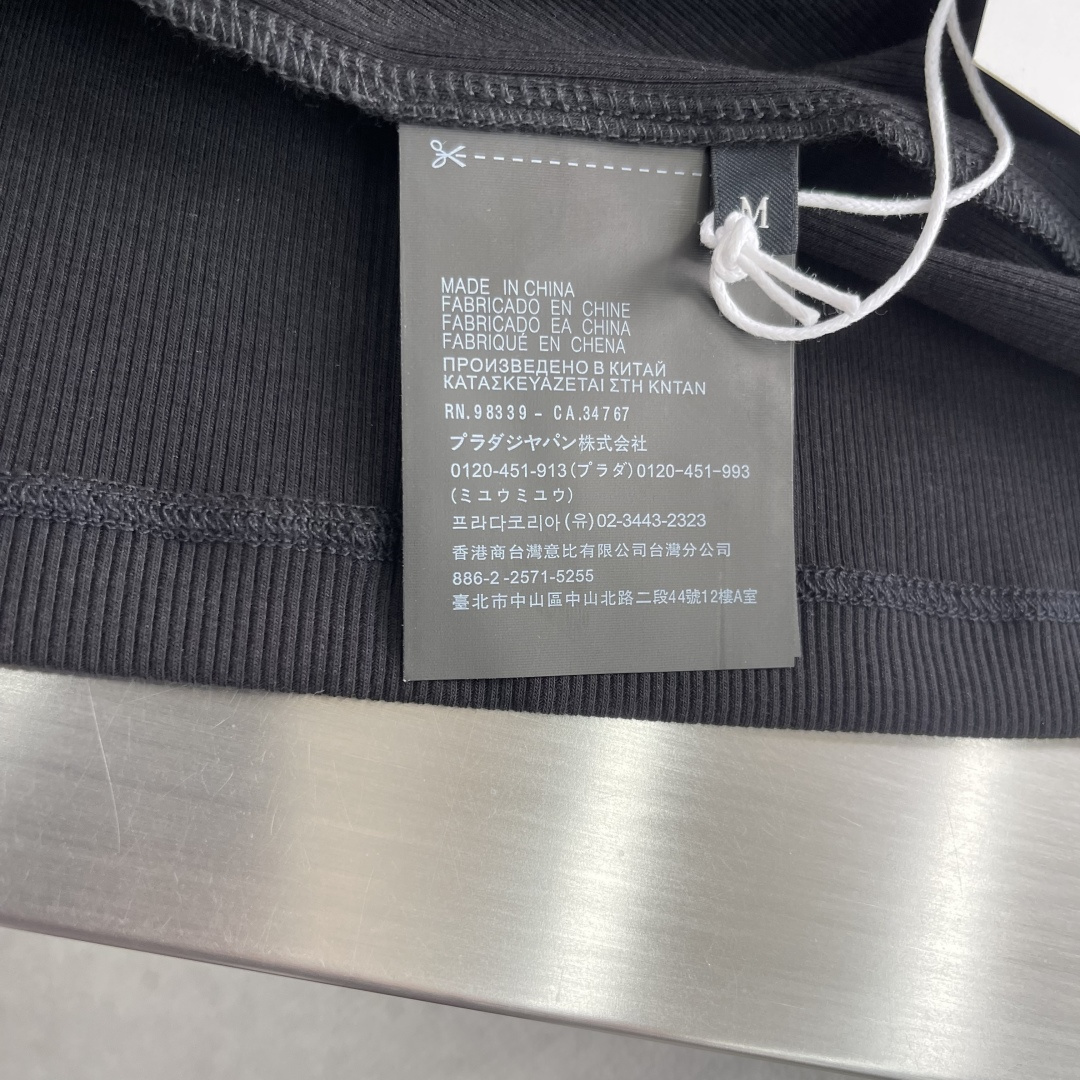 M
MADE IN CHINA
FABRICADO EN CHINE
FABRICADO EA CHINA
FABRIQUÉ EN CHENA
ПРОИЗВЕДЕНО В КИТАЙ
ΚΑΤΑΣΚΕΥΑΖΕΤΑΙ ΣΤΗ ΚΝΤΑΝ
RN.98339 - CA.34767
プラダジヤパン株式会社
0120-451-913(プラダ)0120-451-993
(ミユウミユウ)
프라다코리아(유)02-3443-2323
香港商台灣意比有限公司台灣分公司
886-2-2571-5255
臺北市中山區中山北路二段44號12樓A室